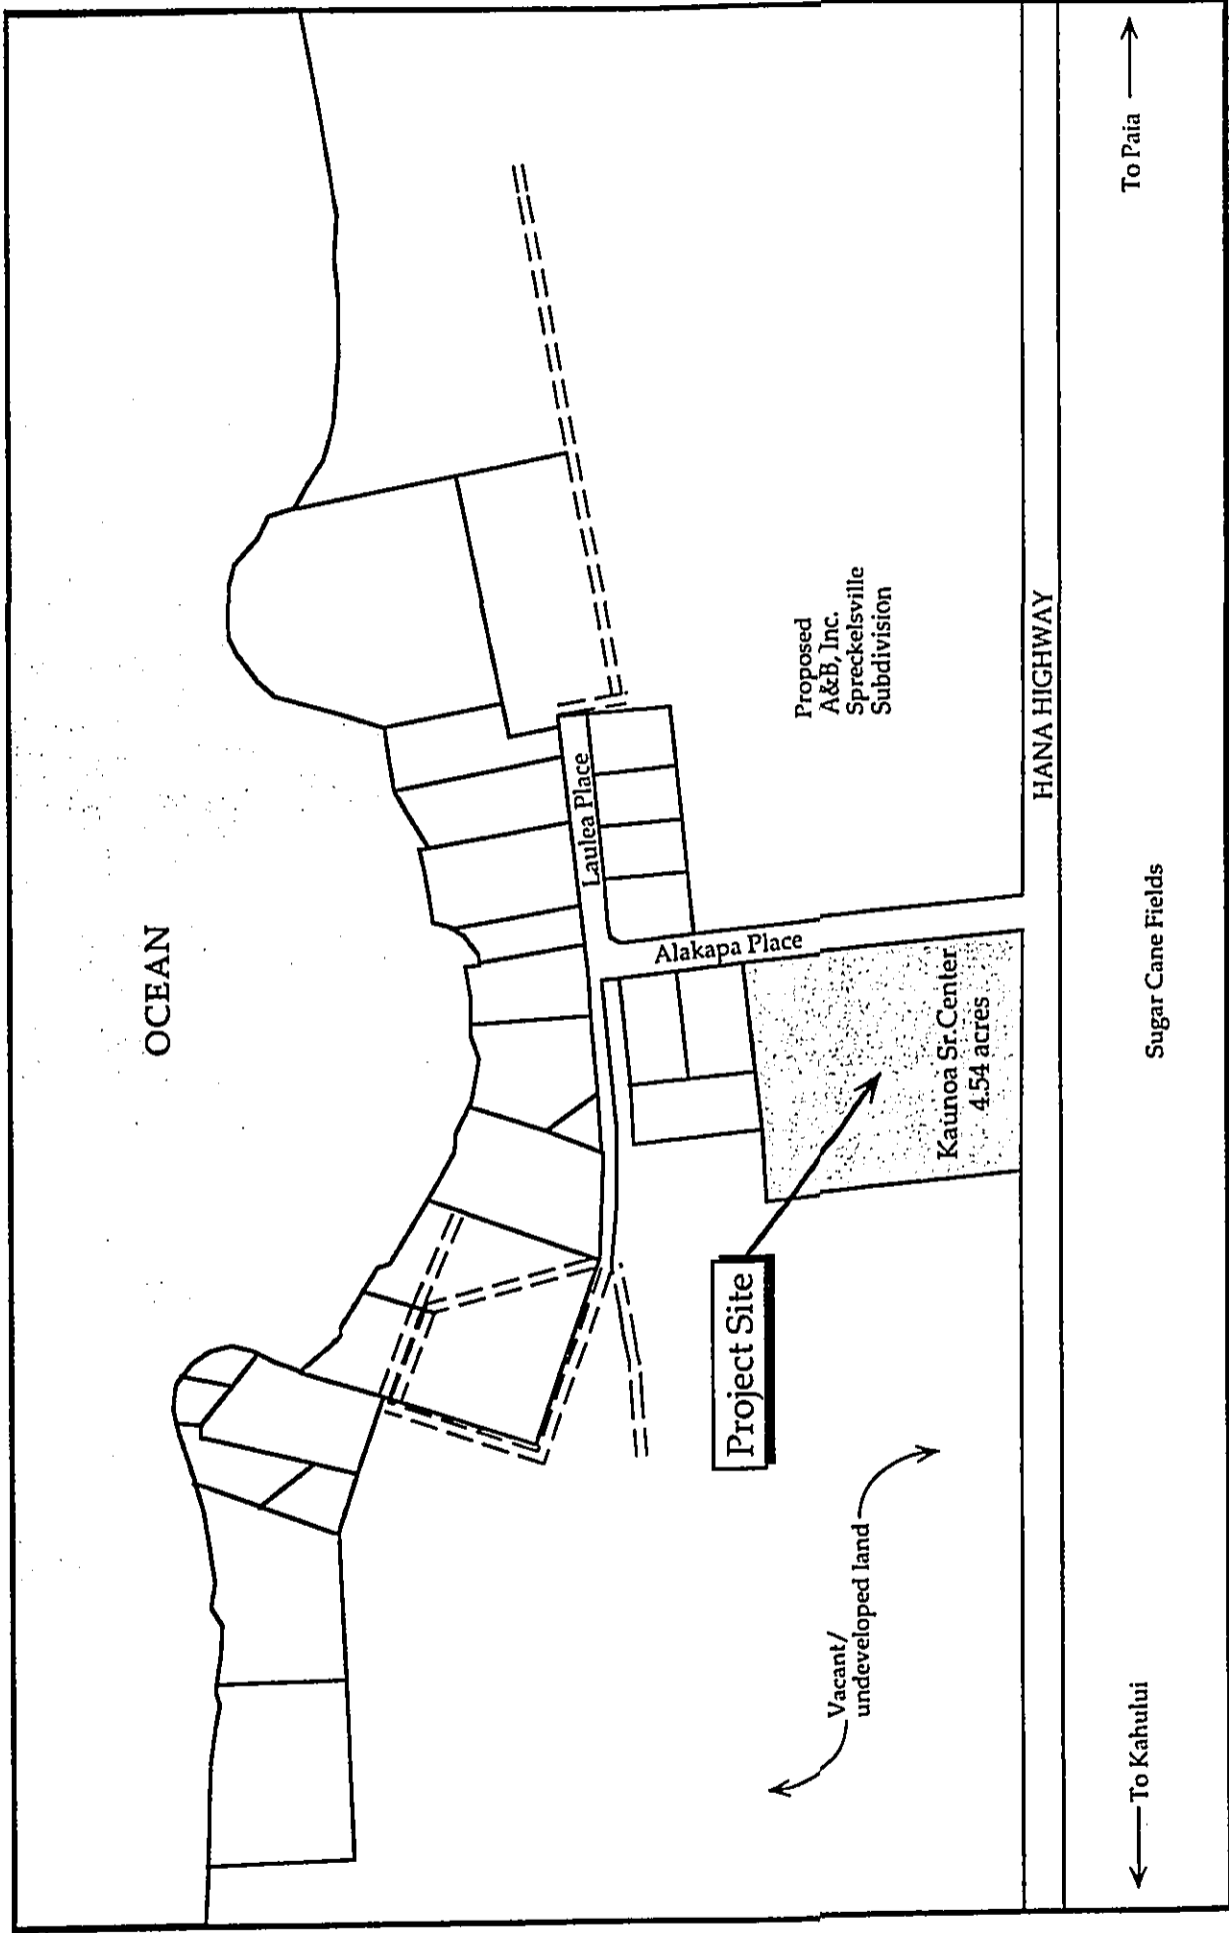 OCEAN
Laulea Place
Proposed
A&B, Inc.
Spreckelsville
Subdivision
Alakapa Place
Project Site
Kaunoa Sr.Center
4.54 acres
Vacant/
undeveloped land
HANA HIGHWAY
To Kahului
Sugar Cane Fields
To Paia